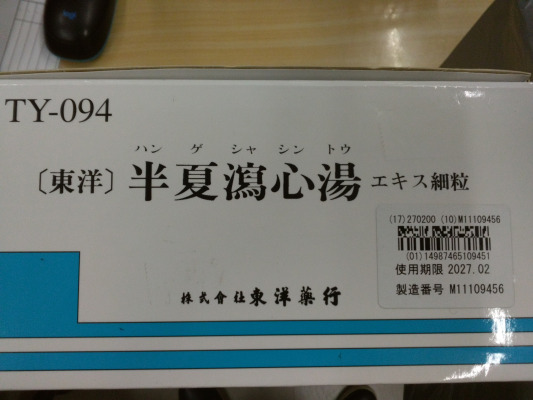 TY-094
ハン ゲ シャ シン トウ
〔東洋〕半夏瀉心湯エキス細粒
(17)270200 (10)M11109456
(01)14987465109451
使用期限 2027.02
製造番号 M11109456
株式會社東洋薬行